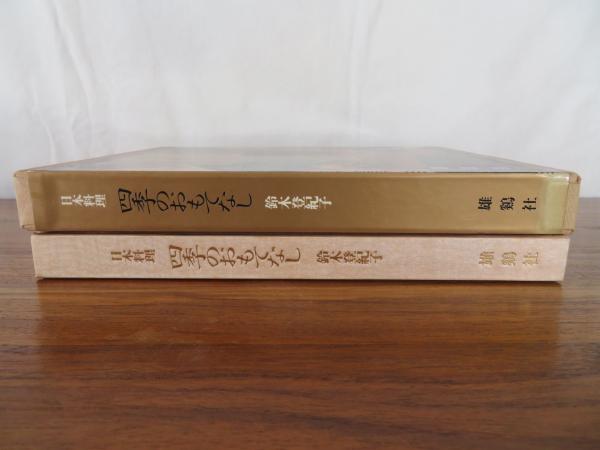 日本料理
四季のおもてなし
鈴木登紀子
雄鶏社
日本料理
四季のおもてなし
鈴木登紀子
雄鶏社